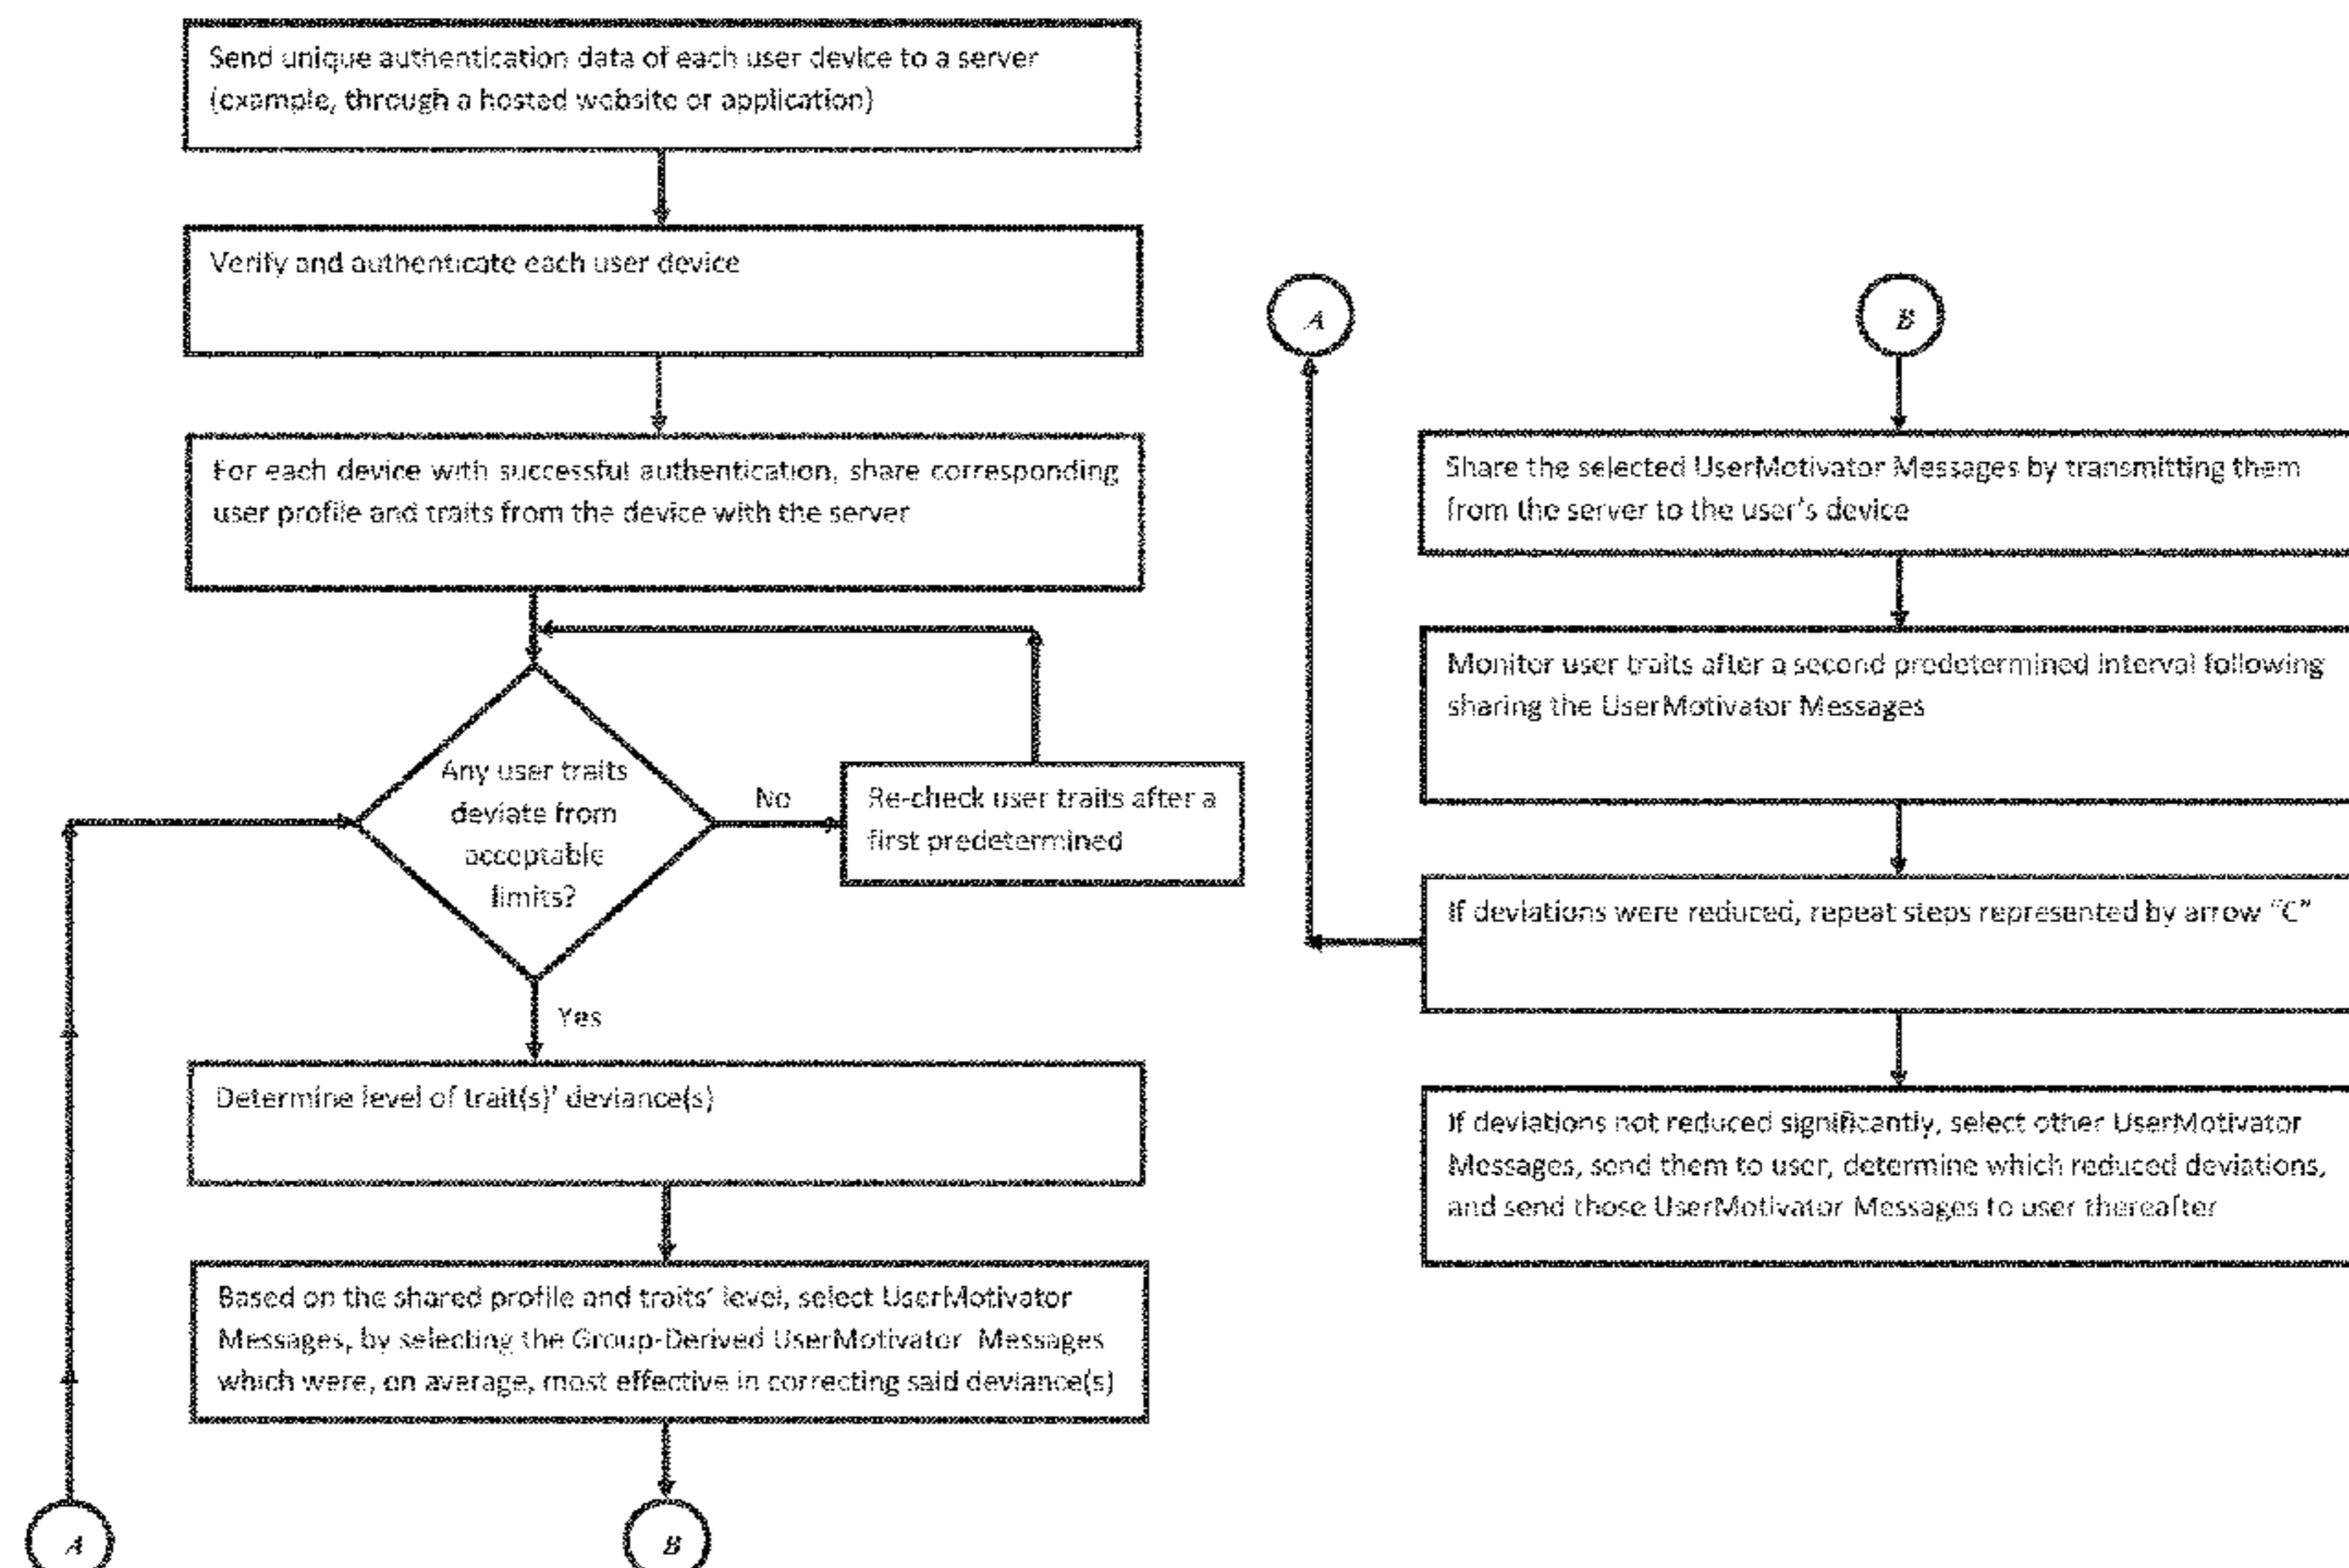 Send unique authentication data of each user device to a server
(example, through a hosted website or application)
Verify and authenticate each user device
For each device with successful authentication, share corresponding
user profile and traits from the device with the server
Any user traits
deviate from
acceptable
limits?
No
Re-check user traits after a
first predetermined
Yes
Determine level of trait(s)' deviance(s)
Based on the shared profile and traits' level, select UserMotivator
Messages, by selecting the Group-Derived UserMotivator Messages
which were, on average, most effective in correcting said deviance(s)
A
B
A
B
Share the selected UserMotivator Messages by transmitting them
from the server to the user's device
Monitor user traits after a second predetermined interval following
sharing the UserMotivator Messages
If deviations were reduced, repeat steps represented by arrow "C"
If deviations not reduced significantly, select other UserMotivator
Messages, send them to user, determine which reduced deviations,
and send those UserMotivator Messages to user thereafter